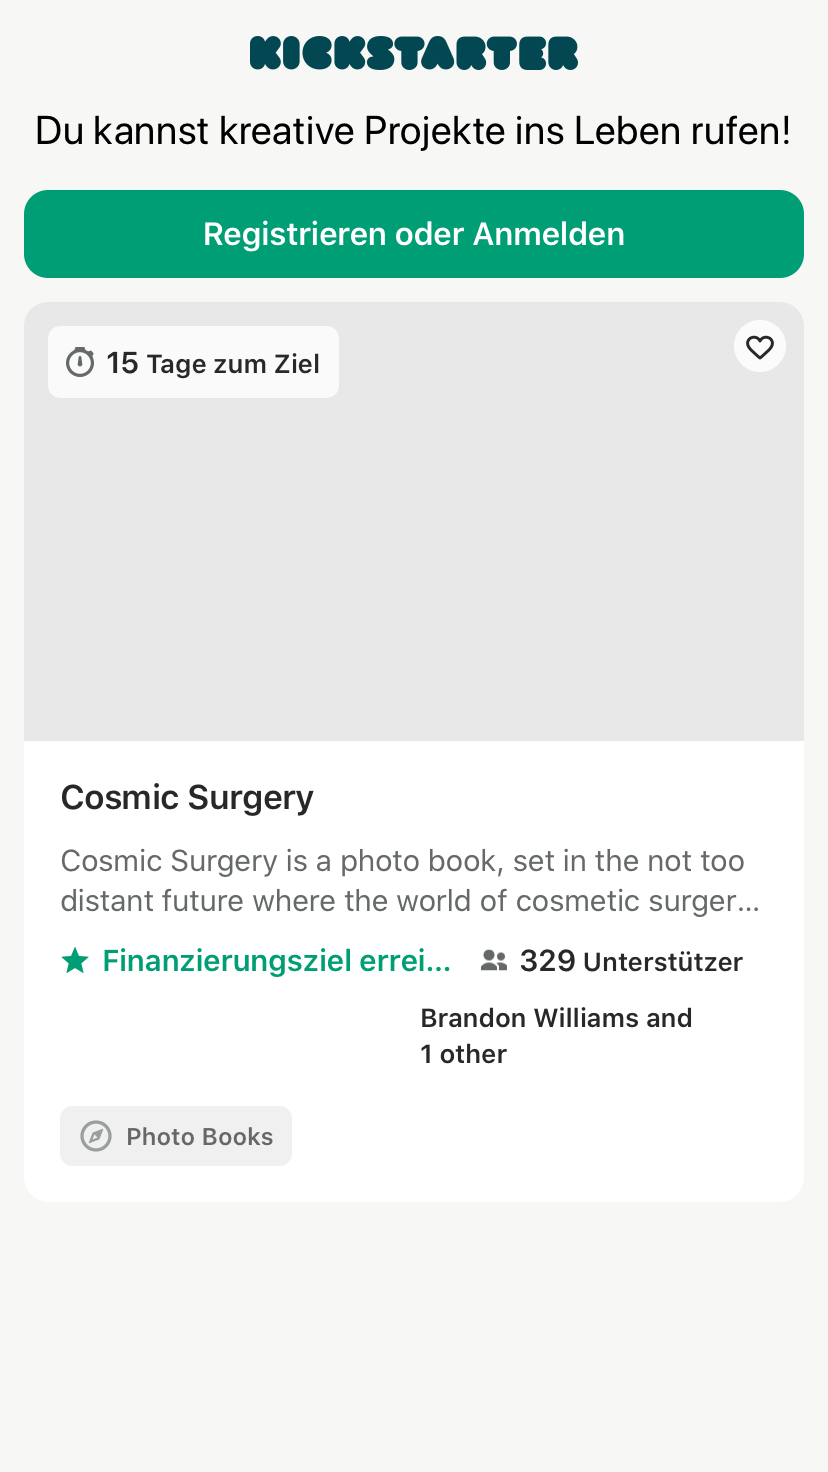 KICKSTARTER
Du kannst kreative Projekte ins Leben rufen!
Registrieren oder Anmelden
15 Tage zum Ziel
Cosmic Surgery
Cosmic Surgery is a photo book, set in the not too
distant future where the world of cosmetic surger…
Finanzierungsziel errei…
329 Unterstützer
Brandon Williams and
1 other
Photo Books